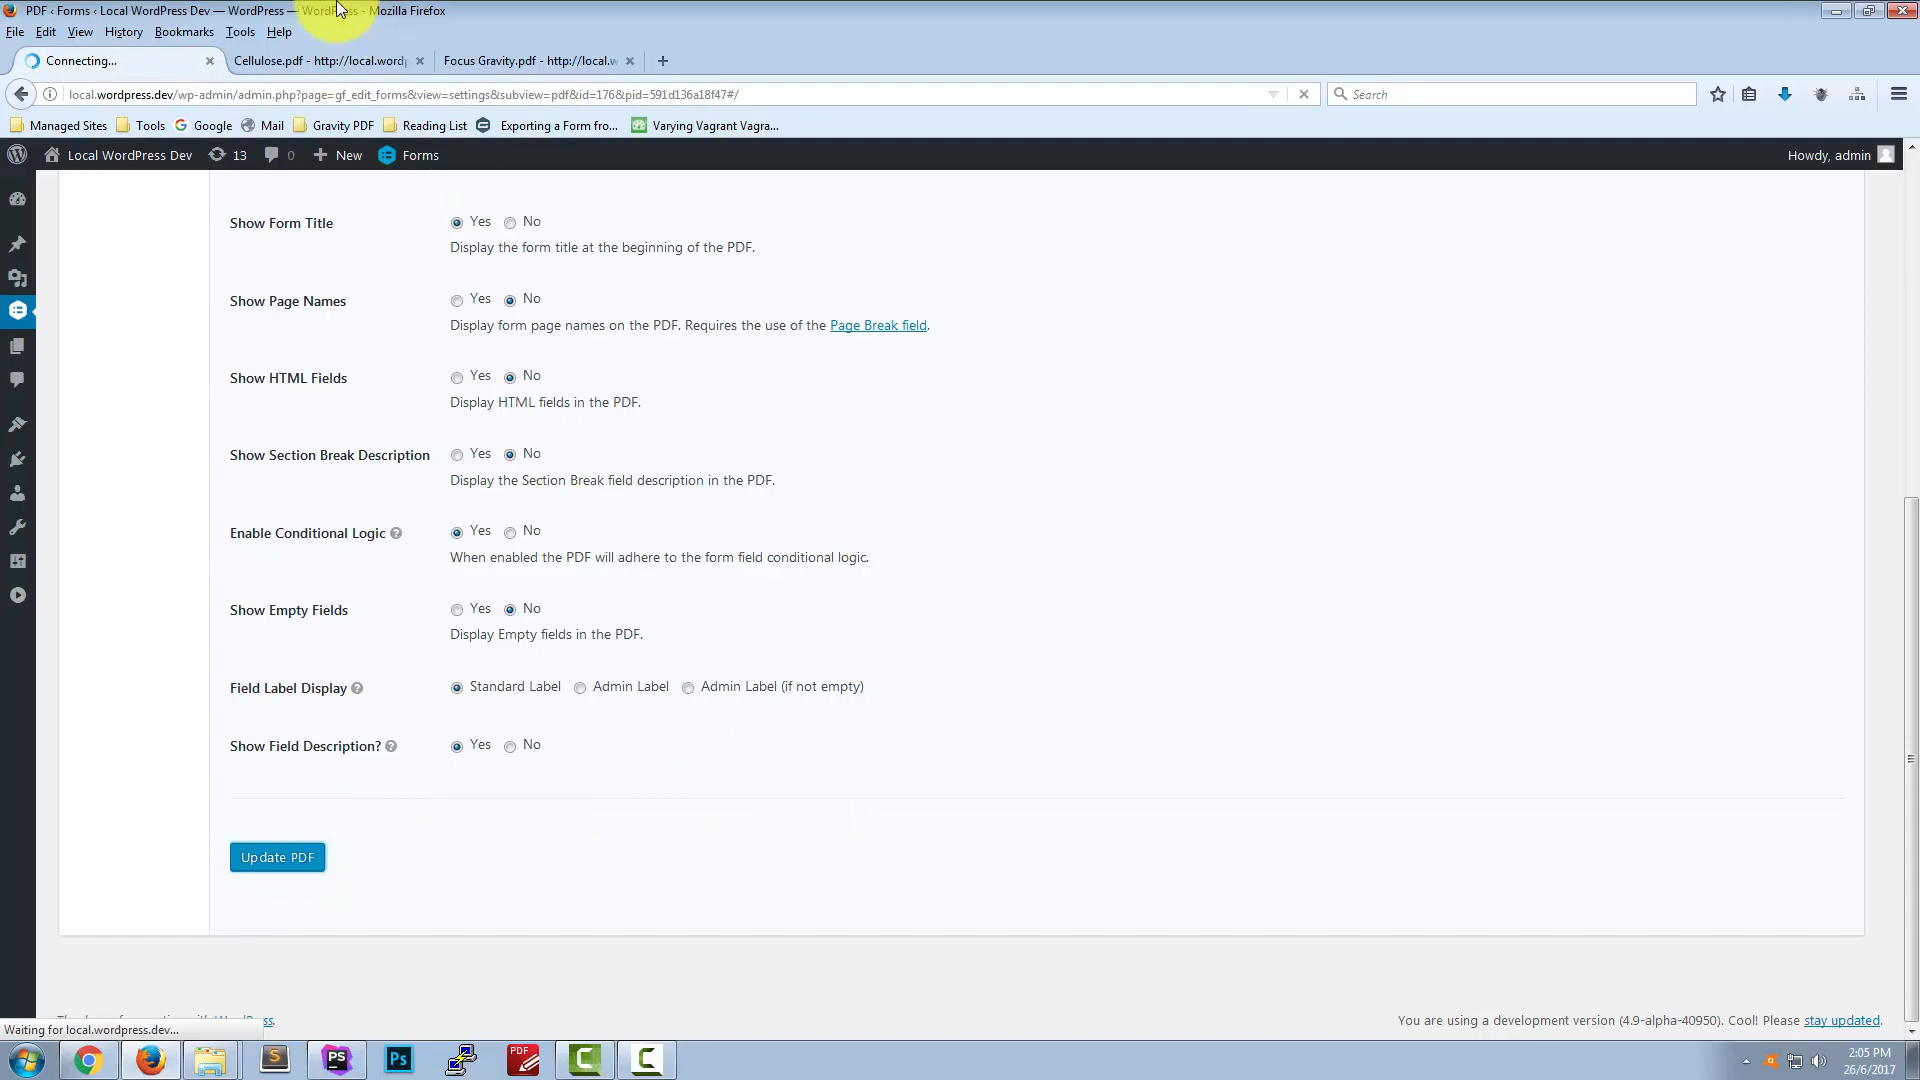 PDF ‹ Forms ‹ Local WordPress Dev — WordPress — WordPress - Mozilla Firefox
File Edit View History Bookmarks Tools Help
Connecting... Cellulose.pdf - http://local.wordp Focus Gravity.pdf - http://local.w
local.wordpress.dev/wp-admin/admin.php?page=gf_edit_forms&view=settings&subview=pdf&id=176&pid=591d136a18f47#/ Search
Managed Sites Tools Google Mail Gravity PDF Reading List Exporting a Form fro... Varying Vagrant Vagra...
Local WordPress Dev 13 0 New Forms Howdy, admin
Show Form Title Yes No
Display the form title at the beginning of the PDF.
Show Page Names Yes No
Display form page names on the PDF. Requires the use of the Page Break field.
Show HTML Fields Yes No
Display HTML fields in the PDF.
Show Section Break Description Yes No
Display the Section Break field description in the PDF.
Enable Conditional Logic Yes No
When enabled the PDF will adhere to the form field conditional logic.
Show Empty Fields Yes No
Display Empty fields in the PDF.
Field Label Display Standard Label Admin Label Admin Label (if not empty)
Show Field Description? Yes No
Update PDF
You are using a development version (4.9-alpha-40950). Cool! Please stay updated.
Waiting for local.wordpress.dev...
S PS Ps PDF C C
2:05 PM
26/6/2017